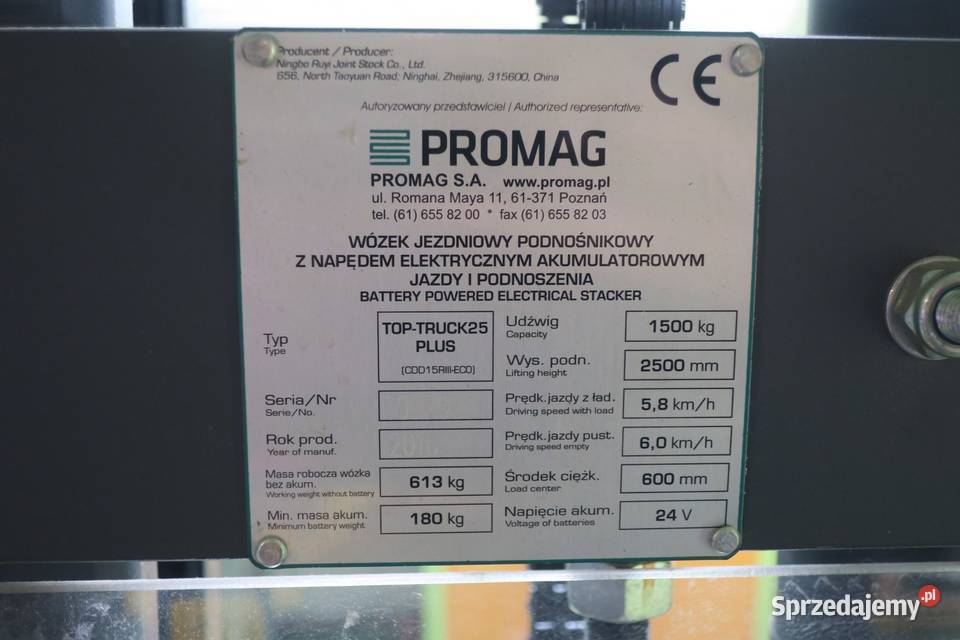 Producent / Producer:
Ningbo Ruyi Joint Stock Co., Ltd.
656, North Taoyuan Road; Ninghai, Zhejiang, 315600, China
CE
Autoryzowany przedstawiciel / Authorized representative:
PROMAG
PROMAG S.A. www.promag.pl
ul. Romana Maya 11, 61-371 Poznań
tel. (61) 655 82 00 * fax (61) 655 82 03
WÓZEK JEZDNIOWY PODNOŚNIKOWY
Z NAPĘDEM ELEKTRYCZNYM AKUMULATOROWYM
JAZDY I PODNOSZENIA
BATTERY POWERED ELECTRICAL STACKER
Typ
Type
TOP-TRUCK25
PLUS
(CDD15RIII-ECO)
Seria/Nr
Serie/No.
Rok prod.
Year of manuf.
Masa robocza wózka
bez akum.
Working weight without battery
613 kg
Min. masa akum.
Minimum battery weight
180 kg
Udźwig
Capacity
1500 kg
Wys. podn.
Lifting height
2500 mm
Prędk.jazdy z ład.
Driving speed with load
5,8 km/h
Prędk.jazdy pust.
Driving speed empty
6,0 km/h
Środek ciężk.
Load center
600 mm
Napięcie akum.
Voltage of batteries
24 V
Sprzedajemy.pl